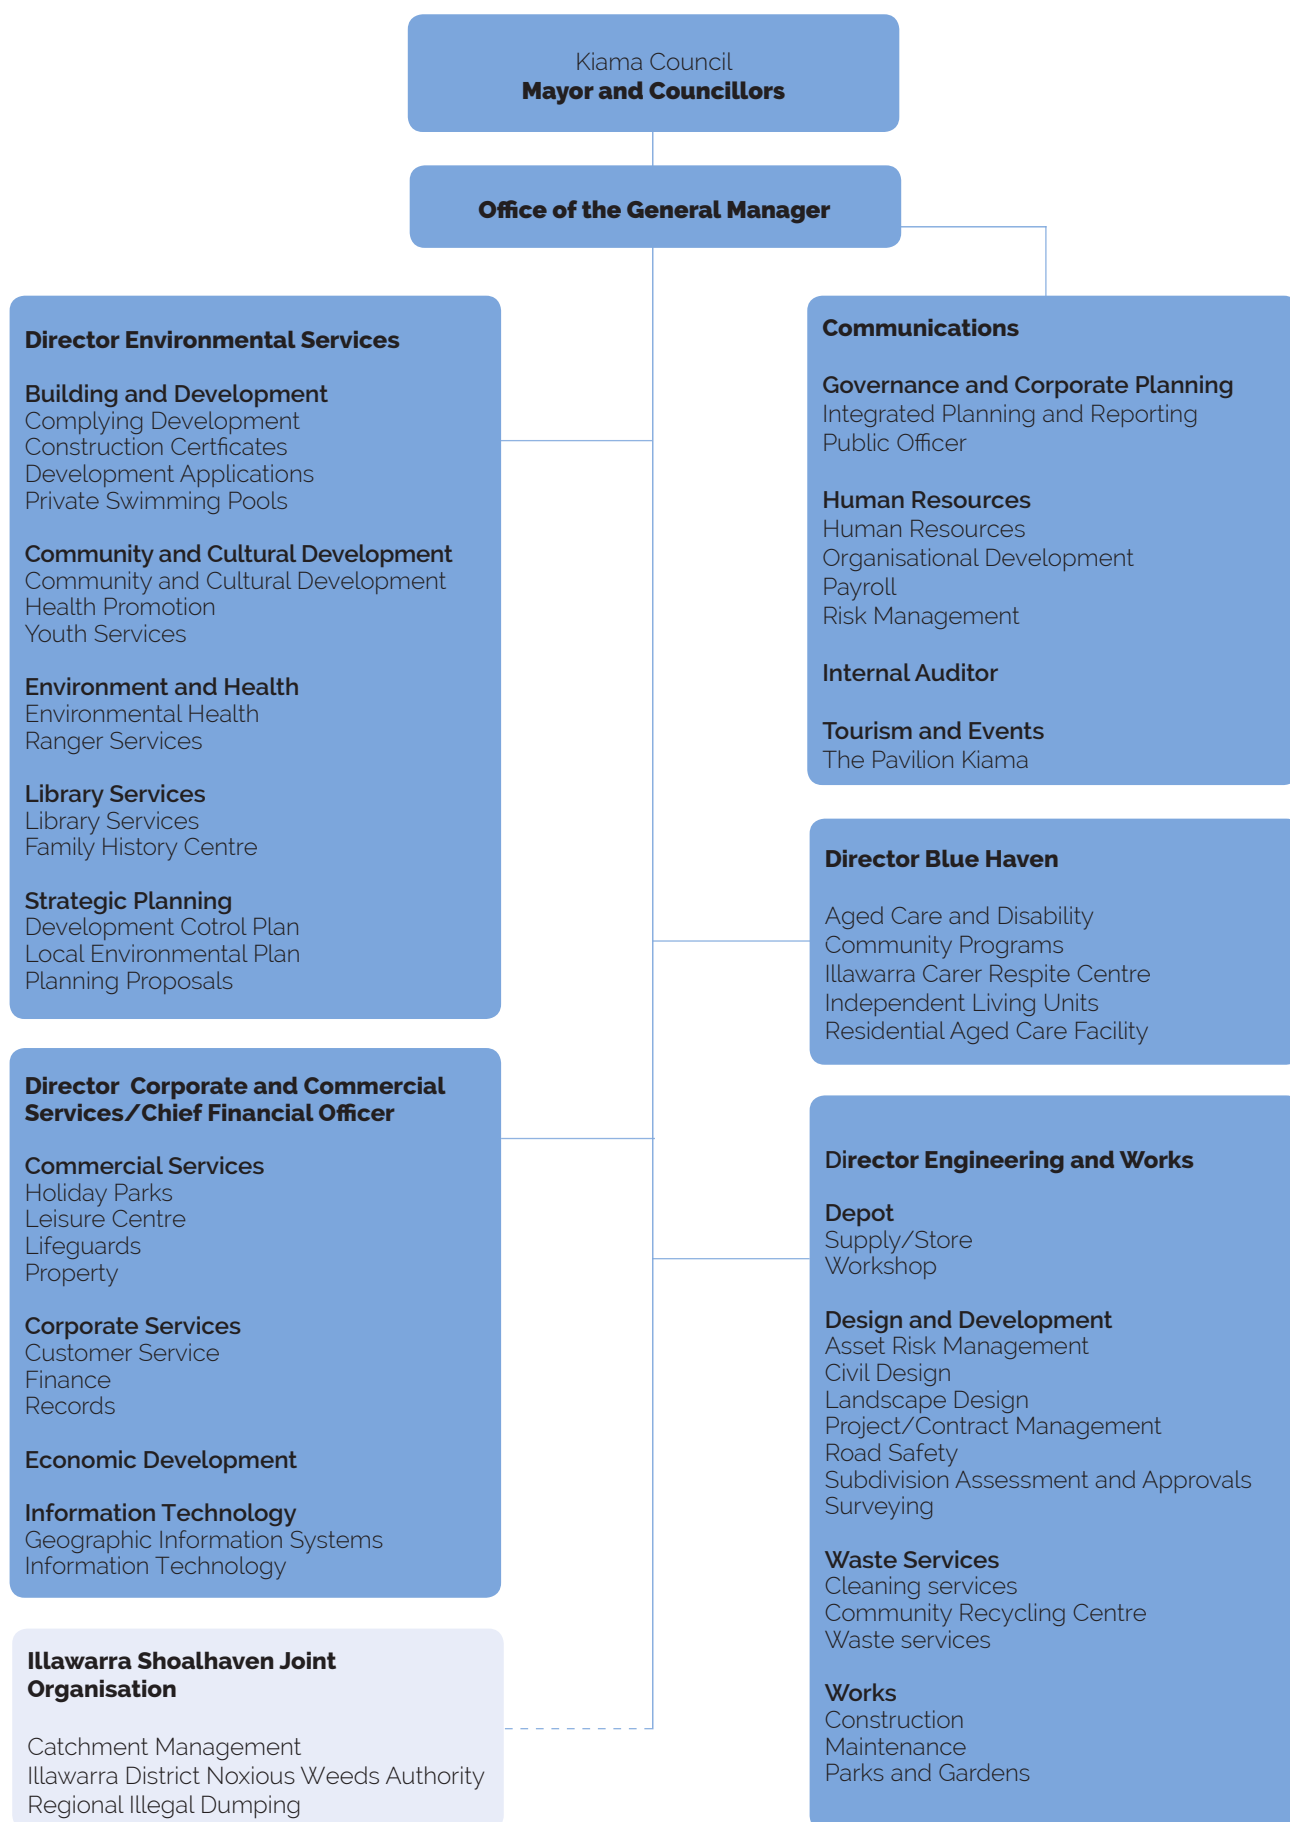 Kiama Council
Mayor and Councillors
Office of the General Manager
Director Environmental Services
Building and Development
Complying Development
Construction Certficates
Development Applications
Private Swimming Pools
Community and Cultural Development
Community and Cultural Development
Health Promotion
Youth Services
Environment and Health
Environmental Health
Ranger Services
Library Services
Library Services
Family History Centre
Strategic Planning
Development Cotrol Plan
Local Environmental Plan
Planning Proposals
Director Corporate and Commercial
Services/Chief Financial Officer
Commercial Services
Holiday Parks
Leisure Centre
Lifeguards
Property
Corporate Services
Customer Service
Finance
Records
Economic Development
Information Technology
Geographic Information Systems
Information Technology
Illawarra Shoalhaven Joint
Organisation
Catchment Management
Illawarra District Noxious Weeds Authority
Regional Illegal Dumping
Communications
Governance and Corporate Planning
Integrated Planning and Reporting
Public Officer
Human Resources
Human Resources
Organisational Development
Payroll
Risk Management
Internal Auditor
Tourism and Events
The Pavilion Kiama
Director Blue Haven
Aged Care and Disability
Community Programs
Illawarra Carer Respite Centre
Independent Living Units
Residential Aged Care Facility
Director Engineering and Works
Depot
Supply/Store
Workshop
Design and Development
Asset Risk Management
Civil Design
Landscape Design
Project/Contract Management
Road Safety
Subdivision Assessment and Approvals
Surveying
Waste Services
Cleaning services
Community Recycling Centre
Waste services
Works
Construction
Maintenance
Parks and Gardens